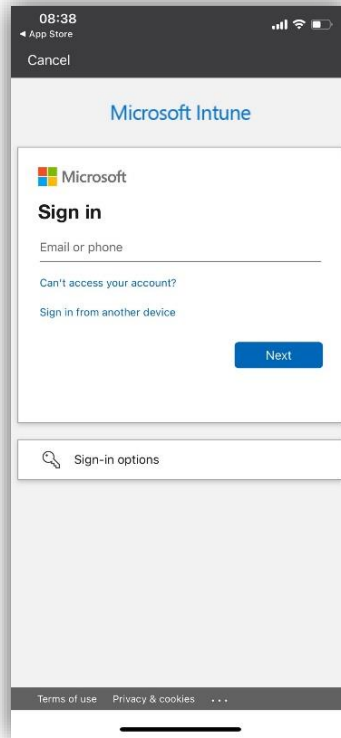 08:38
◀ App Store
Cancel
Microsoft Intune
Microsoft
Sign in
Email or phone
Can't access your account?
Sign in from another device
Next
Sign-in options
Terms of use Privacy & cookies ...